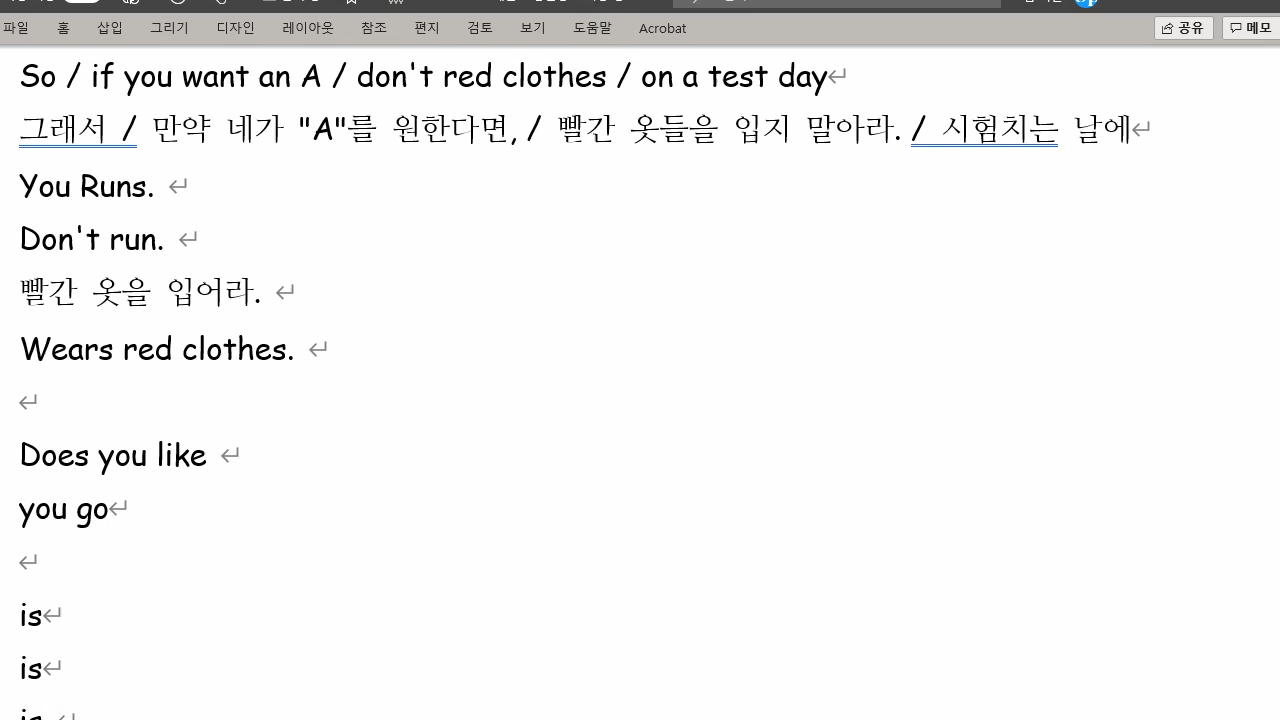 파일 홈 삽입 그리기 디자인 레이아웃 참조 편지 검토 보기 도움말 Acrobat 공유 메모
So / if you want an A / don't red clothes / on a test day
그래서 / 만약 네가 "A"를 원한다면, / 빨간 옷들을 입지 말아라. / 시험치는 날에
You Runs.
Don't run.
빨간 옷을 입어라.
Wears red clothes.
Does you like
you go
is
is
is